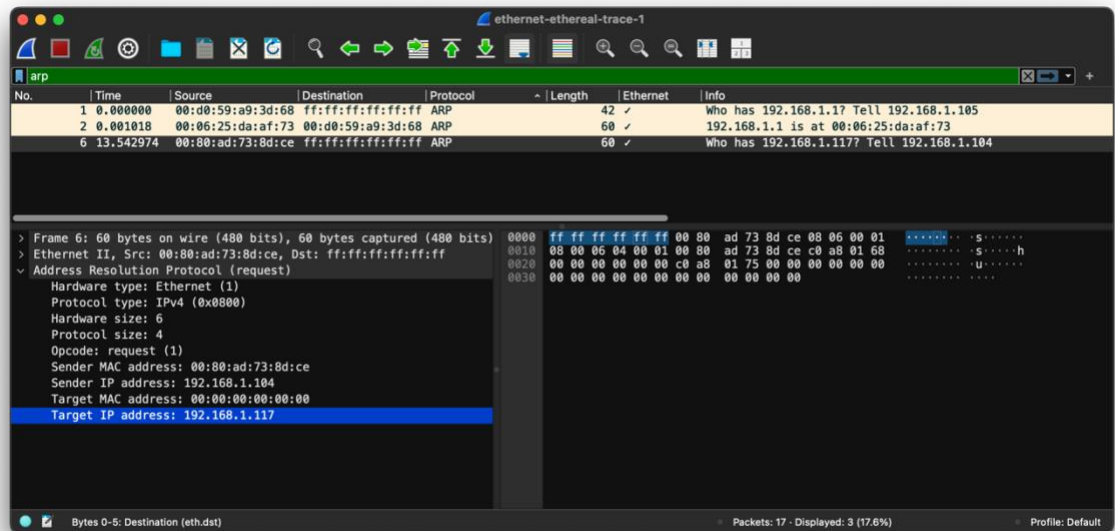 ethernet-ethereal-trace-1
arp
No. Time Source Destination Protocol Length Ethernet Info
1 0.000000 00:d0:59:a9:3d:68 ff:ff:ff:ff:ff:ff ARP 42 ✓ Who has 192.168.1.1? Tell 192.168.1.105
2 0.001018 00:06:25:da:af:73 00:d0:59:a9:3d:68 ARP 60 ✓ 192.168.1.1 is at 00:06:25:da:af:73
6 13.542974 00:80:ad:73:8d:ce ff:ff:ff:ff:ff:ff ARP 60 ✓ Who has 192.168.1.117? Tell 192.168.1.104
Frame 6: 60 bytes on wire (480 bits), 60 bytes captured (480 bits)
Ethernet II, Src: 00:80:ad:73:8d:ce, Dst: ff:ff:ff:ff:ff:ff
Address Resolution Protocol (request)
Hardware type: Ethernet (1)
Protocol type: IPv4 (0x0800)
Hardware size: 6
Protocol size: 4
Opcode: request (1)
Sender MAC address: 00:80:ad:73:8d:ce
Sender IP address: 192.168.1.104
Target MAC address: 00:00:00:00:00:00
Target IP address: 192.168.1.117
0000 ff ff ff ff ff ff 00 80 ad 73 8d ce 08 06 00 01 ········ ·s······
0010 08 00 06 04 00 01 00 80 ad 73 8d ce c0 a8 01 68 ········ ·s·····h
0020 00 00 00 00 00 00 c0 a8 01 75 00 00 00 00 00 00 ········ ·u······
0030 00 00 00 00 00 00 00 00 00 00 00 00 ········ ····
Bytes 0-5: Destination (eth.dst)
Packets: 17 · Displayed: 3 (17.6%)
Profile: Default